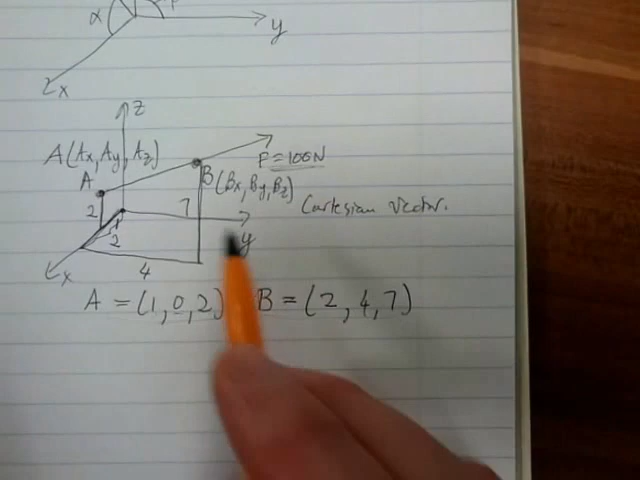 α
y
x
z
A(Ax, Ay, Az)
F = 100N
A
B(Bx, By, Bz)
Cartesian Vector.
2
7
1
2
y
x
4
A = (1, 0, 2) B = (2, 4, 7)